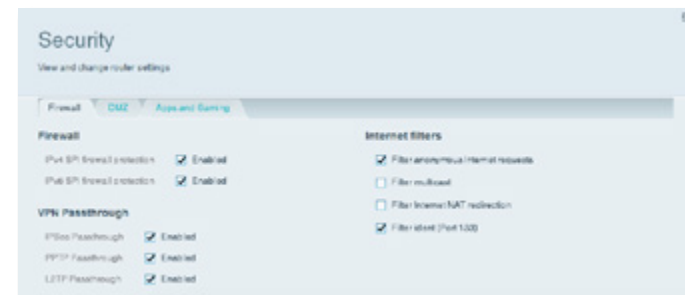 Security
View and change router settings
Firewall DMZ Apps and Gaming
Firewall
IPv4 SPI firewall protection Enabled
IPv6 SPI firewall protection Enabled
VPN Passthrough
IPSec Passthrough Enabled
PPTP Passthrough Enabled
L2TP Passthrough Enabled
Internet filters
Filter anonymous Internet requests
Filter multicast
Filter Internet NAT redirection
Filter ident (Port 133)